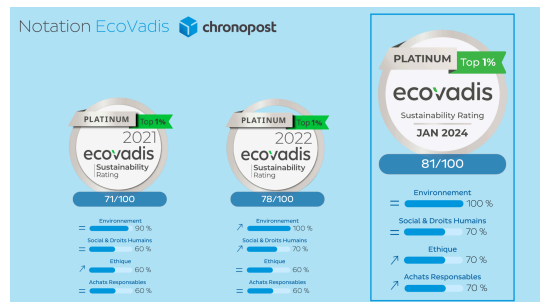 Notation EcoVadis chronopost
PLATINUM Top 1%
2021
ecovadis
Sustainability
Rating
71/100
Environnement
= 90 %
Social & Droits Humains
= 60 %
Ethique
↗ 60 %
Achats Responsables
= 60 %
PLATINUM Top 1%
2022
ecovadis
Sustainability
Rating
78/100
Environnement
↗ 100 %
Social & Droits Humains
↗ 70 %
Ethique
= 60 %
Achats Responsables
= 60 %
PLATINUM Top 1%
ecovadis
Sustainability Rating
JAN 2024
81/100
Environnement
= 100 %
Social & Droits Humains
= 70 %
Ethique
↗ 70 %
Achats Responsables
↗ 70 %